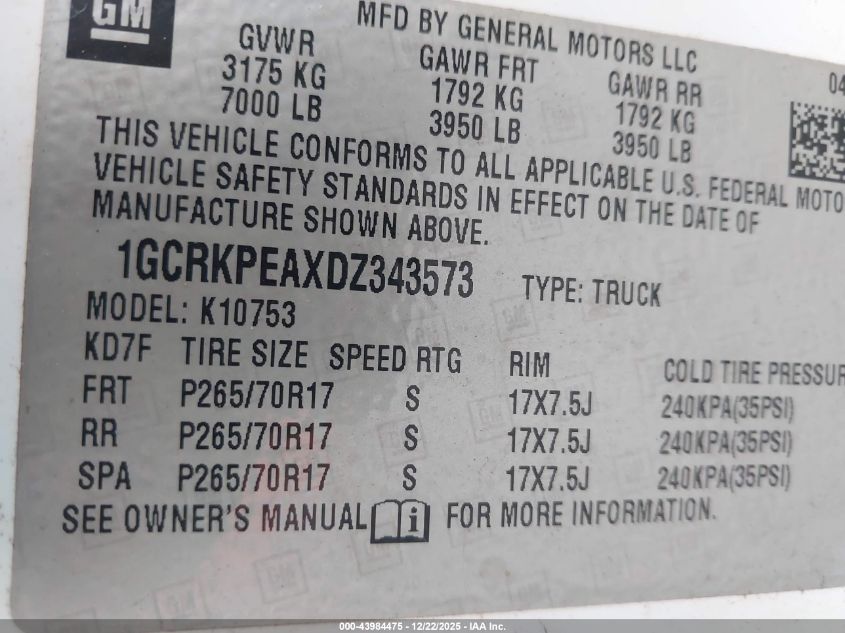 GM
MFD BY GENERAL MOTORS LLC
04
GVWR GAWR FRT GAWR RR
3175 KG 1792 KG 1792 KG
7000 LB 3950 LB 3950 LB
THIS VEHICLE CONFORMS TO ALL APPLICABLE U.S. FEDERAL MOTO
VEHICLE SAFETY STANDARDS IN EFFECT ON THE DATE OF
MANUFACTURE SHOWN ABOVE.
1GCRKPEAXDZ343573 TYPE: TRUCK
MODEL: K10753
KD7F TIRE SIZE SPEED RTG RIM COLD TIRE PRESSUR
FRT P265/70R17 S 17X7.5J 240KPA(35PSI)
RR P265/70R17 S 17X7.5J 240KPA(35PSI)
SPA P265/70R17 S 17X7.5J 240KPA(35PSI)
SEE OWNER'S MANUAL i FOR MORE INFORMATION.
000-43984475 - 12/22/2025 - IAA Inc.